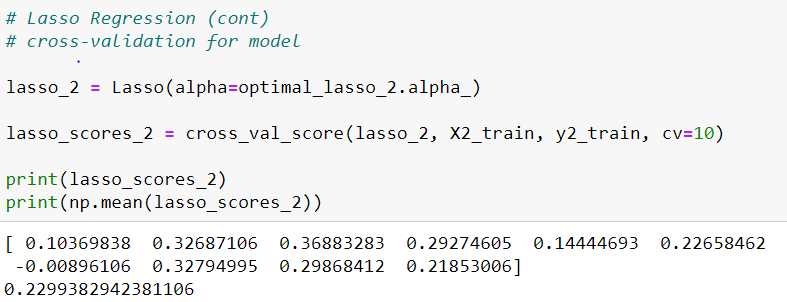 # Lasso Regression (cont)
# cross-validation for model
lasso_2 = Lasso(alpha=optimal_lasso_2.alpha_)
lasso_scores_2 = cross_val_score(lasso_2, X2_train, y2_train, cv=10)
print(lasso_scores_2)
print(np.mean(lasso_scores_2))
[ 0.10369838  0.32687106  0.36883283  0.29274605  0.14444693  0.22658462
 -0.00896106  0.32794995  0.29868412  0.21853006]
0.2299382942381106